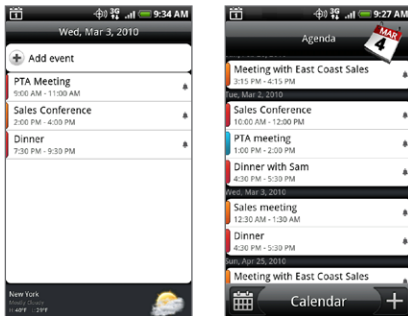 3G 9:34 AM
Wed, Mar 3, 2010
Add event
PTA Meeting
9:00 AM - 11:00 AM
Sales Conference
2:00 PM - 4:00 PM
Dinner
7:30 PM - 9:30 PM
New York
Mostly Cloudy
3G 9:27 AM
Agenda
MAR
4
Meeting with East Coast Sales
3:15 PM - 4:15 PM
Tue, Mar 2, 2010
Sales Conference
10:00 AM - 12:00 PM
PTA meeting
1:00 PM - 2:00 PM
Dinner with Sam
4:30 PM - 5:30 PM
Wed, Mar 3, 2010
Sales meeting
12:30 AM - 1:30 AM
Dinner
4:30 PM - 5:30 PM
Sun, Apr 25, 2010
Meeting with East Coast Sales
Calendar